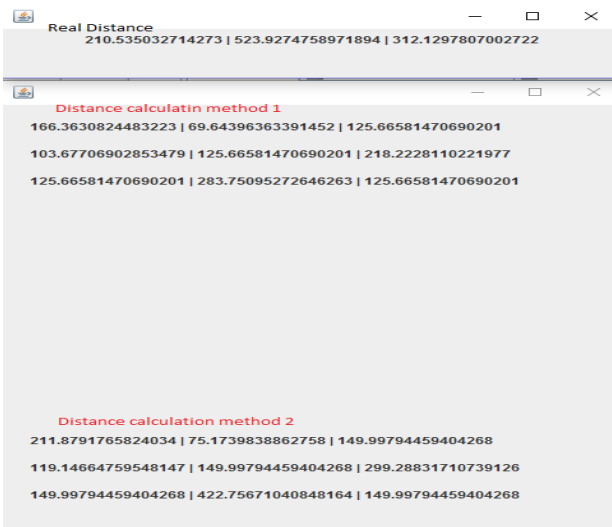 Real Distance
210.535032714273 | 523.9274758971894 | 312.1297807002722
Distance calculatin method 1
166.3630824483223 | 69.64396363391452 | 125.66581470690201
103.67706902853479 | 125.66581470690201 | 218.2228110221977
125.66581470690201 | 283.75095272646263 | 125.66581470690201
Distance calculation method 2
211.8791765824034 | 75.1739838862758 | 149.99794459404268
119.14664759548147 | 149.99794459404268 | 299.28831710739126
149.99794459404268 | 422.75671040848164 | 149.99794459404268